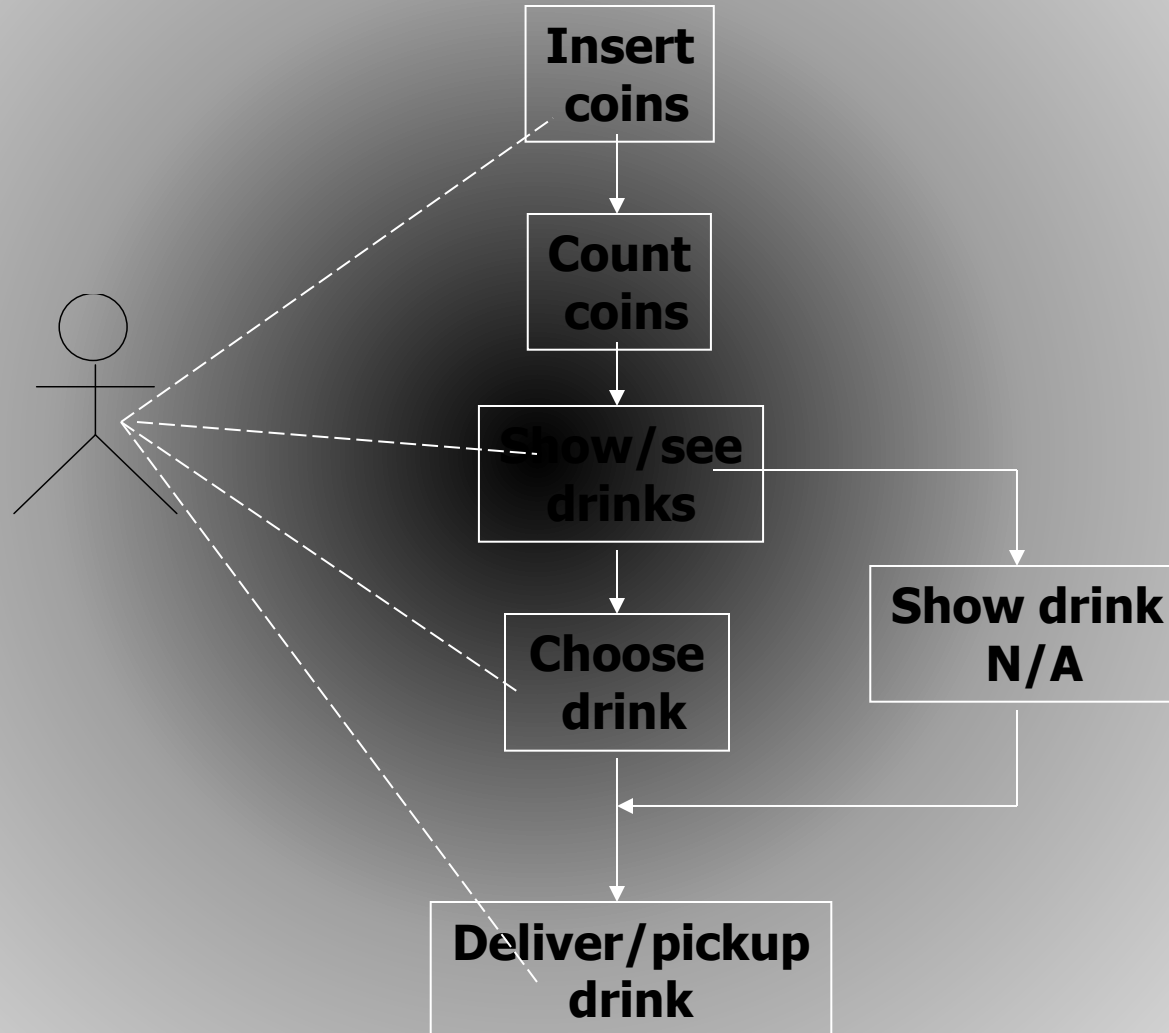 Insert
coins
Count
coins
Show/see
drinks
Choose
drink
Show drink
N/A
Deliver/pickup
drink